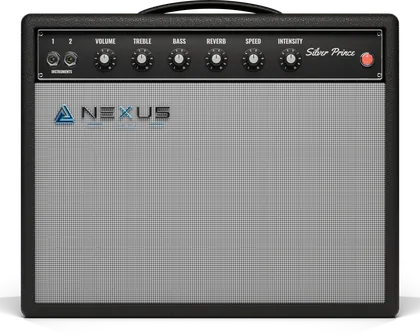 1 2 VOLUME TREBLE BASS REVERB SPEED INTENSITY
Silver Prince
INSTRUMENTS
NEXUS